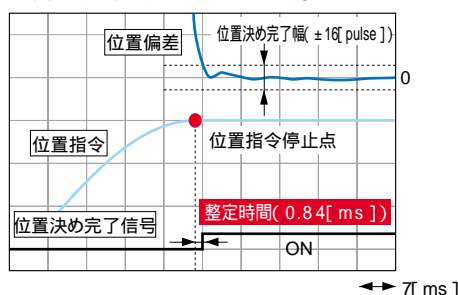 位置偏差
位置決め完了幅(±16[pulse])
0
位置指令
位置指令停止点
整定時間(0.84[ms])
位置決め完了信号
ON
7[ms]